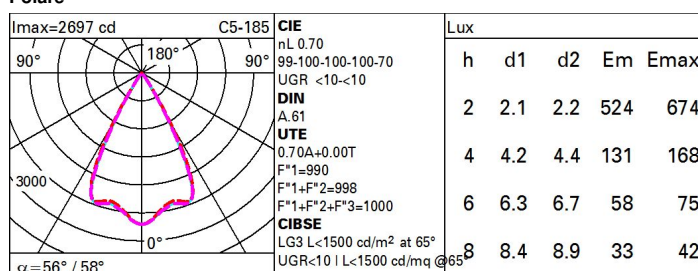 Imax=2697 cd C5-185
90° 180° 90°
3000
0°
α=56° / 58°
CIE
nL 0.70
99-100-100-100-70
UGR <10-<10
DIN
A.61
UTE
0.70A+0.00T
F"1=990
F"1+F"2=998
F"1+F"2+F"3=1000
CIBSE
LG3 L<1500 cd/m² at 65°
UGR<10 | L<1500 cd/mq @65°
Lux
h d1 d2 Em Emax
2 2.1 2.2 524 674
4 4.2 4.4 131 168
6 6.3 6.7 58 75
8 8.4 8.9 33 42